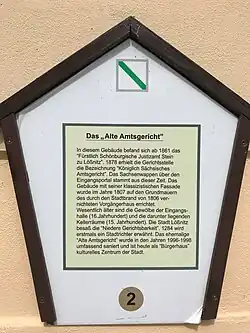 Das „Alte Amtsgericht"
In diesem Gebäude befand sich ab 1861 das
"Fürstlich Schönburgische Justizamt Stein
zu Lößnitz". 1878 erhielt die Gerichtsstelle
die Bezeichnung "Königlich Sächsisches
Amtsgericht". Das Sachsenwappen über den
Eingangsportal stammt aus dieser Zeit. Das
Gebäude mit seiner klassizistischen Fassade
wurde im Jahre 1807 auf den Grundmauern
des durch den Stadtbrand von 1806 ver-
nichteten Vorgängerhaus errichtet.
Wesentlich älter sind die Gewölbe der Eingangs-
halle (16.Jahrhundert) und die darunter liegenden
Kellerräume (15. Jahrhundert). Die Stadt Lößnitz
besaß die "Niedere Gerichtsbarkeit". 1284 wird
erstmals ein Stadtrichter erwähnt. Das ehemalige
"Alte Amtsgericht" wurde in den Jahren 1996-1998
umfassend saniert und ist heute als "Bürgerhaus"
kulturelles Zentrum der Stadt.
2